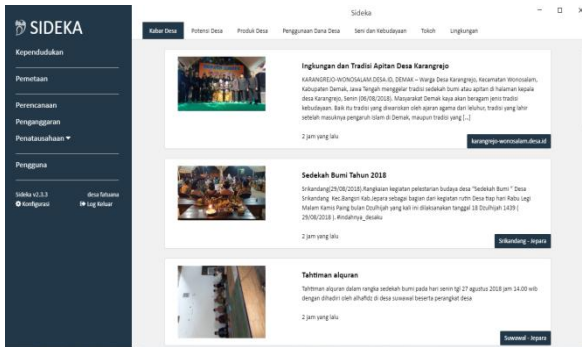 Sideka
SIDEKA
Kependudukan
Pemetaan
Perencanaan
Penganggaran
Penatausahaan
Pengguna
Sideka v2.3.3 desa fatuana
Konfigurasi Log Keluar
Kabar Desa Potensi Desa Produk Desa Penggunaan Dana Desa Seni dan Kebudayaan Tokoh Lingkungan
Ingkungan dan Tradisi Apitan Desa Karangrejo
KARANGREJO-WONOSALAM.DESA.ID, DEMAK – Warga Desa Karangrejo, Kecamatan Wonosalam,
Kabupaten Demak, Jawa Tengah menggelar tradisi sedekah bumi atau apitan di halaman kepala
desa Karangrejo, Senin (06/08/2018). Masyarakat Demak kaya akan beragam jenis tradisi
kebudayaan. Baik itu tradisi yang diwariskan oleh ajaran agama dari leluhur, tradisi yang lahir
setelah masuknya pengaruh islam di Demak, maupun tradisi yang [...]
2 jam yang lalu
karangrejo-wonosalam.desa.id
Sedekah Bumi Tahun 2018
Srikandang(29/08/2018).Rangkaian kegiatan pelestarian budaya desa "Sedekah Bumi " Desa
Srikandang Kec.Bangsri Kab.Jepara sebagai bagian dari kegiatan rutin Desa tiap hari Rabu Legi
Malam Kamis Paing bulan Dzulhijah yang kali ini dilaksanakan tanggal 18 Dzulhijah 1439 (
29/08/2018 ). #Indahnya_desaku
2 jam yang lalu
Srikandang - Jepara
Tahtiman alquran
Tahtiman alquran dalam rangka sedekah bumi pada hari senin tgl 27 agustus 2018 jam 14.00 wib
dengan dihadiri oleh alhafidz di desa suwawal beserta perangkat desa
2 jam yang lalu
Suwawal - Jepara